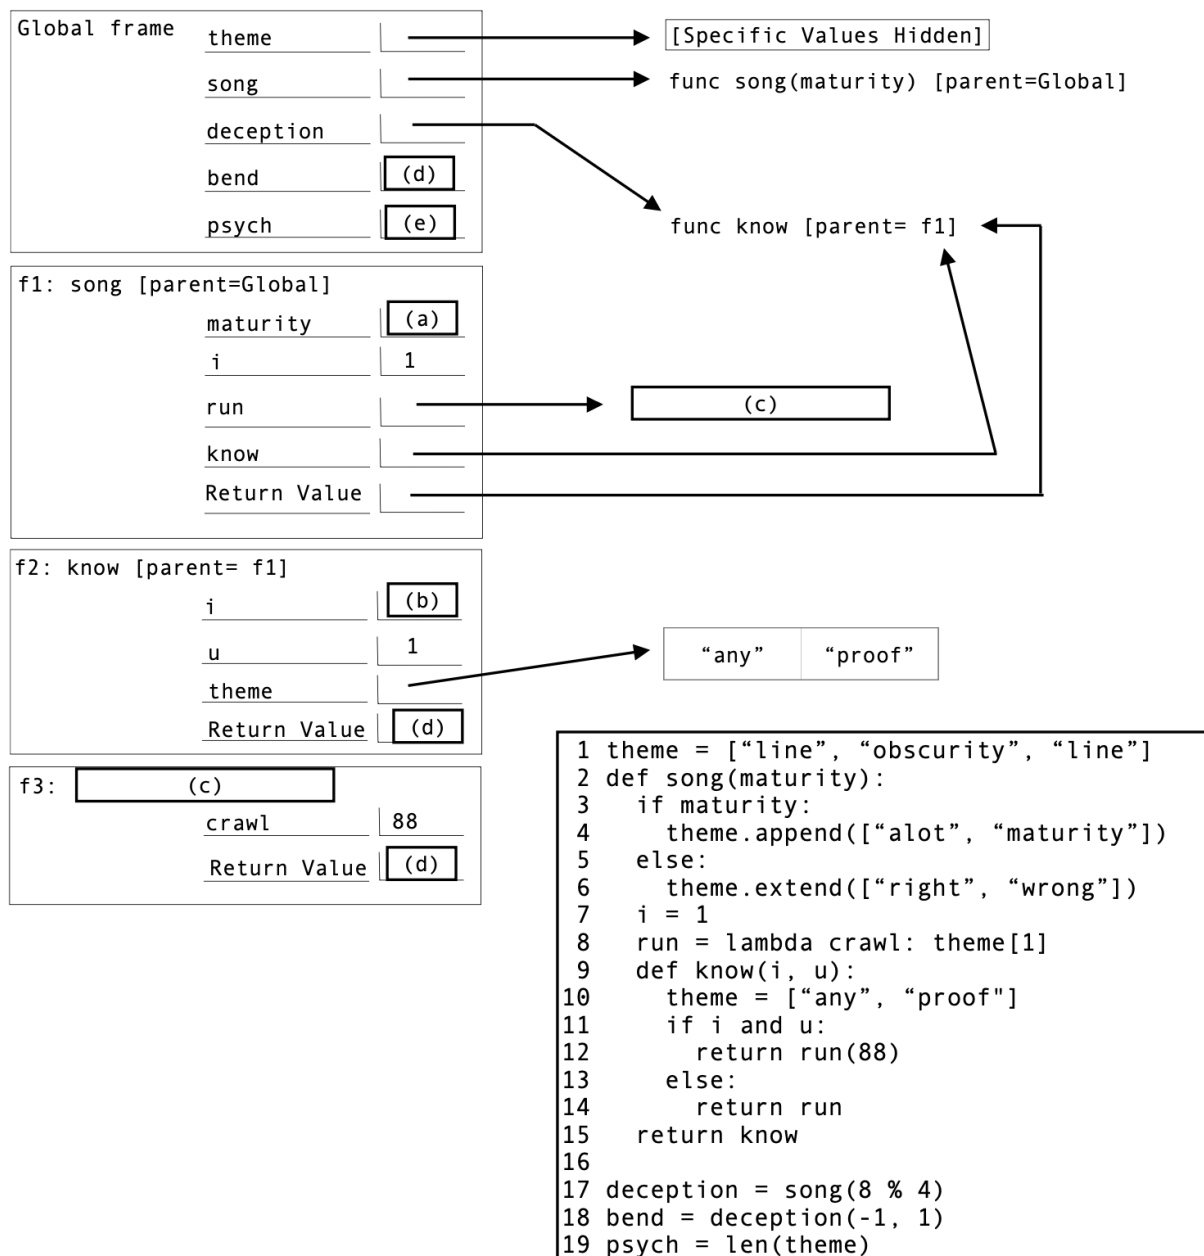 Global frame
theme
[Specific Values Hidden]
song
func song(maturity) [parent=Global]
deception
bend
(d)
psych
(e)
func know [parent= f1]
f1: song [parent=Global]
maturity
(a)
i
1
run
(c)
know
Return Value
f2: know [parent= f1]
i
(b)
u
1
theme
“any” “proof”
Return Value
(d)
f3: (c)
crawl
88
Return Value
(d)
1 theme = [“line”, “obscurity”, “line”]
2 def song(maturity):
3   if maturity:
4     theme.append([“alot”, “maturity”])
5   else:
6     theme.extend([“right”, “wrong”])
7   i = 1
8   run = lambda crawl: theme[1]
9   def know(i, u):
10     theme = [“any”, “proof"]
11     if i and u:
12       return run(88)
13     else:
14       return run
15   return know
16
17 deception = song(8 % 4)
18 bend = deception(-1, 1)
19 psych = len(theme)